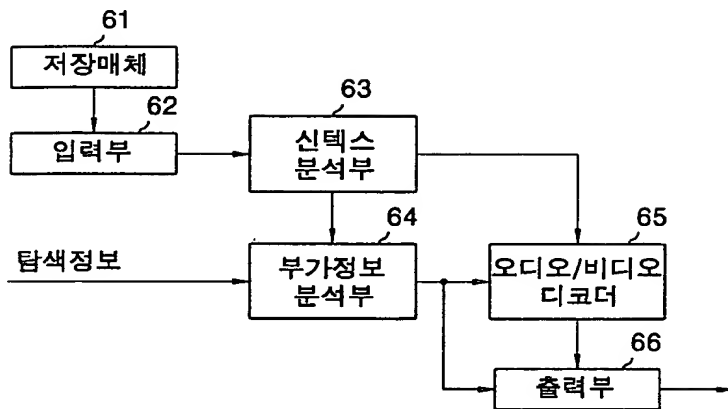 61
저장매체
62
입력부
63
신텍스
분석부
64
탐색정보
부가정보
분석부
65
오디오/비디오
디코더
66
출력부